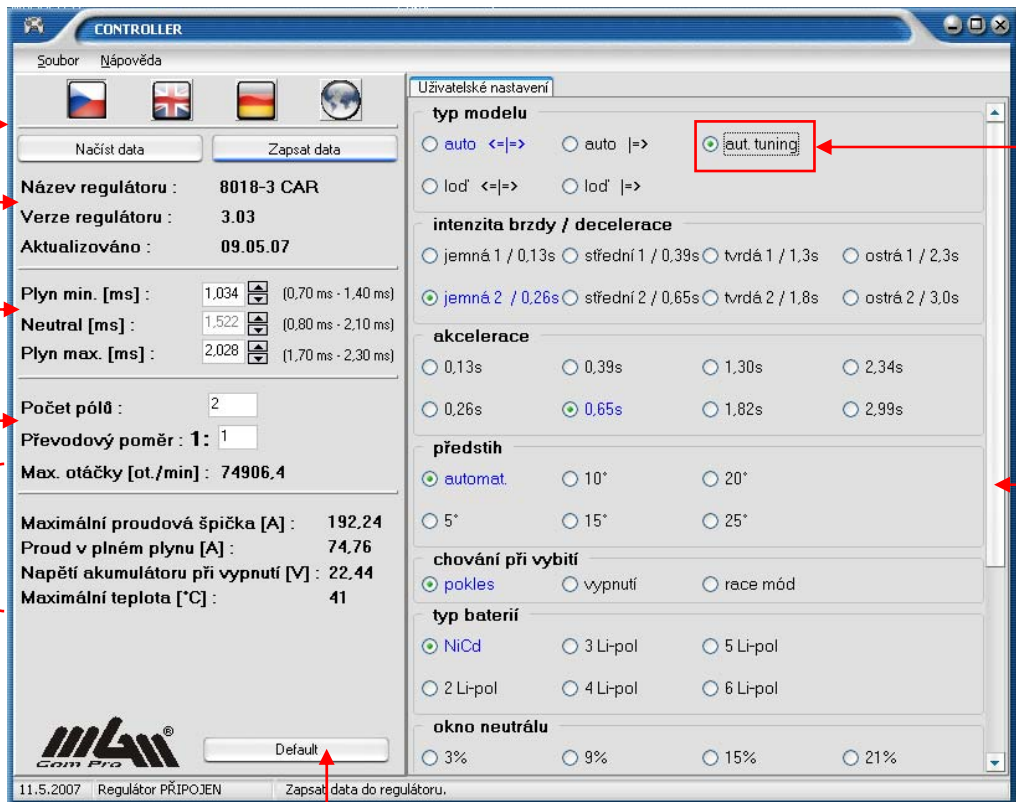 CONTROLLER
Soubor Nápověda
Načíst data Zapsat data
Název regulátoru : 8018-3 CAR
Verze regulátoru : 3.03
Aktualizováno : 09.05.07
Plyn min. [ms] : 1,034 (0,70 ms - 1,40 ms)
Neutral [ms] : 1,522 (0,80 ms - 2,10 ms)
Plyn max. [ms] : 2,028 (1,70 ms - 2,30 ms)
Počet pólů : 2
Převodový poměr : 1: 1
Max. otáčky [ot./min] : 74906,4
Maximální proudová špička [A] : 192,24
Proud v plném plynu [A] : 74,76
Napětí akumulátoru při vypnutí [V] : 22,44
Maximální teplota [°C] : 41
mgm ®
Com Pro
Default
Uživatelské nastavení
typ modelu
auto <=|=> auto |=> aut. tuning
loď <=|=> loď |=>
intenzita brzdy / decelerace
jemná 1 / 0,13s střední 1 / 0,39s tvrdá 1 / 1,3s ostrá 1 / 2,3s
jemná 2 / 0,26s střední 2 / 0,65s tvrdá 2 / 1,8s ostrá 2 / 3,0s
akcelerace
0,13s 0,39s 1,30s 2,34s
0,26s 0,65s 1,82s 2,99s
předstih
automat. 10° 20°
5° 15° 25°
chování při vybití
pokles vypnutí race mód
typ baterií
NiCd 3 Li-pol 5 Li-pol
2 Li-pol 4 Li-pol 6 Li-pol
okno neutrálu
3% 9% 15% 21%
11.5.2007 Regulátor PŘIPOJEN Zapsat data do regulátoru.